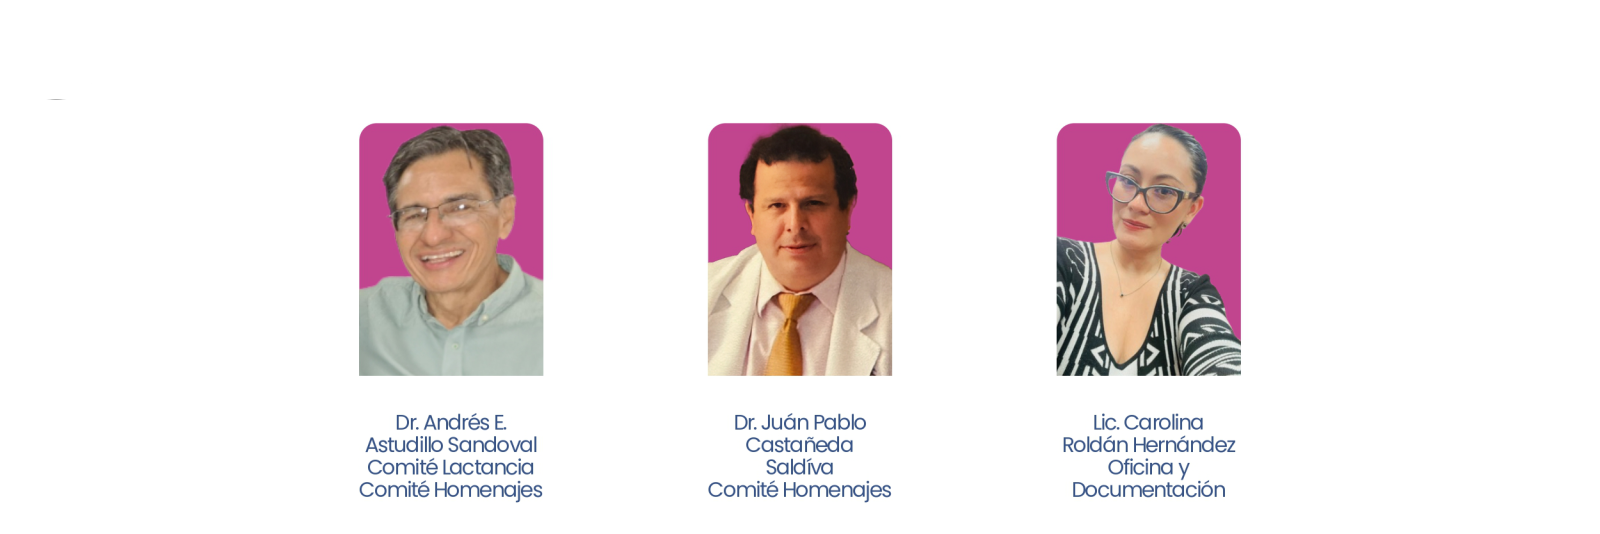 Dr. Andrés E.
Astudillo Sandoval
Comité Lactancia
Comité Homenajes
Dr. Juán Pablo
Castañeda
Saldíva
Comité Homenajes
Lic. Carolina
Roldán Hernández
Oficina y
Documentación